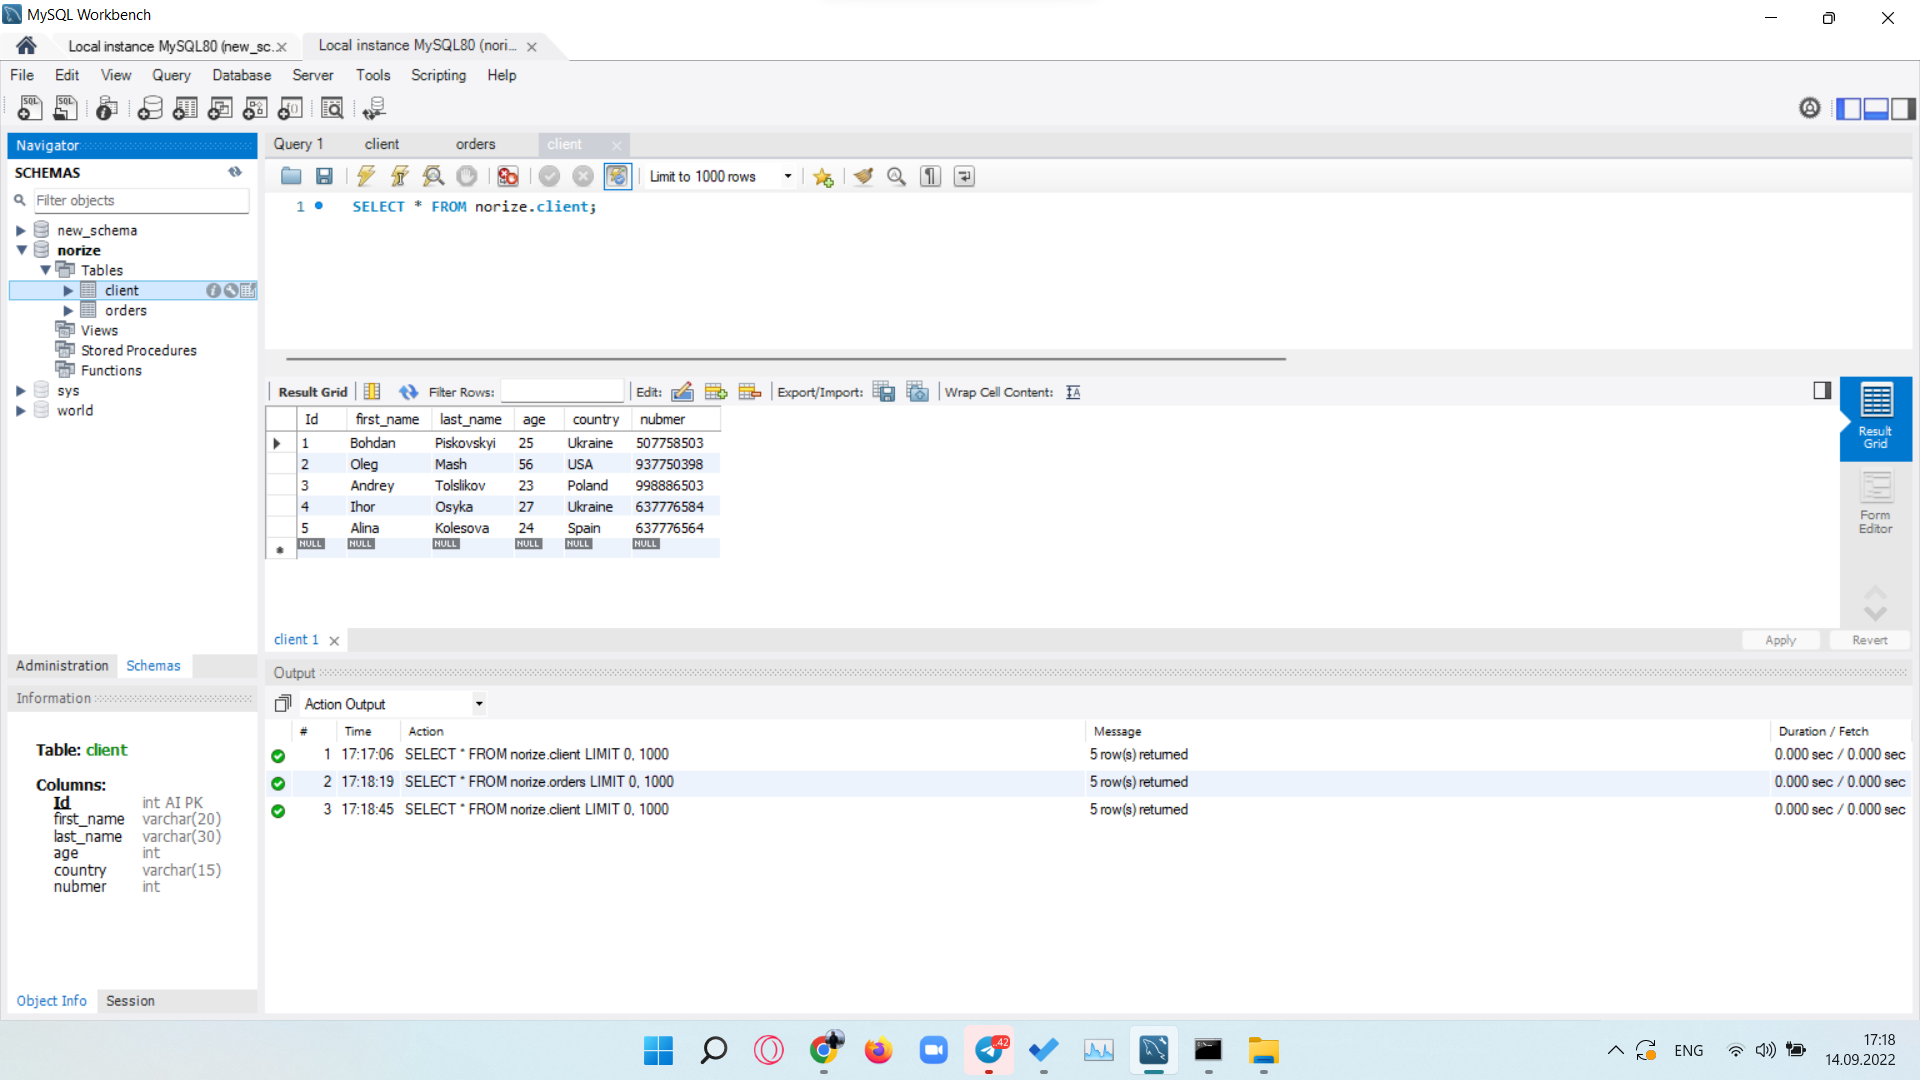 MySQL Workbench
Local instance MySQL80 (new_sc...
Local instance MySQL80 (nori...
File Edit View Query Database Server Tools Scripting Help
Navigator
SCHEMAS
Filter objects
new_schema
norize
Tables
client
orders
Views
Stored Procedures
Functions
sys
world
Administration Schemas
Information
Table: client
Columns:
Id int AI PK
first_name varchar(20)
last_name varchar(30)
age int
country varchar(15)
nubmer int
Object Info Session
Query 1 client orders client
Limit to 1000 rows
1 SELECT * FROM norize.client;
Result Grid Filter Rows: Edit: Export/Import: Wrap Cell Content:
Id first_name last_name age country nubmer
1 Bohdan Piskovskyi 25 Ukraine 507758503
2 Oleg Mash 56 USA 937750398
3 Andrey Tolslikov 23 Poland 998886503
4 Ihor Osyka 27 Ukraine 637776584
5 Alina Kolesova 24 Spain 637776564
NULL NULL NULL NULL NULL NULL
Result
Grid
Form
Editor
client 1
Apply Revert
Output
Action Output
# Time Action Message Duration / Fetch
1 17:17:06 SELECT * FROM norize.client LIMIT 0, 1000 5 row(s) returned 0.000 sec / 0.000 sec
2 17:18:19 SELECT * FROM norize.orders LIMIT 0, 1000 5 row(s) returned 0.000 sec / 0.000 sec
3 17:18:45 SELECT * FROM norize.client LIMIT 0, 1000 5 row(s) returned 0.000 sec / 0.000 sec
42
ENG
17:18
14.09.2022